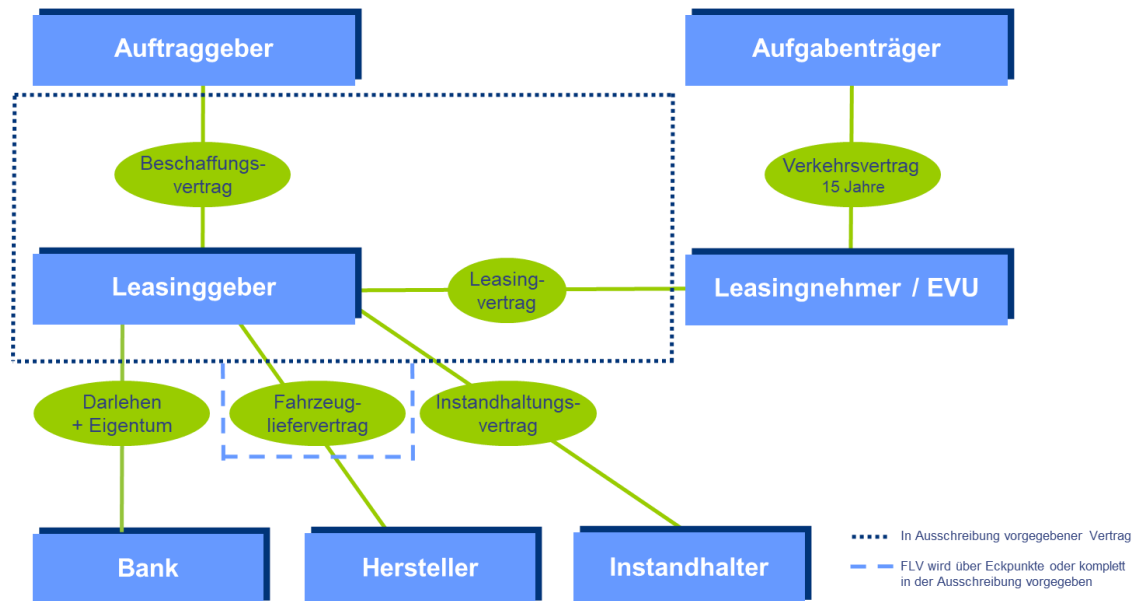 Auftraggeber
Aufgabenträger
Beschaffungs-
vertrag
Verkehrsvertrag
15 Jahre
Leasinggeber
Leasing-
vertrag
Leasingnehmer / EVU
Darlehen
+ Eigentum
Fahrzeug-
liefervertrag
Instandhaltungs-
vertrag
Bank
Hersteller
Instandhalter
In Ausschreibung vorgegebener Vertrag
FLV wird über Eckpunkte oder komplett
in der Ausschreibung vorgegeben